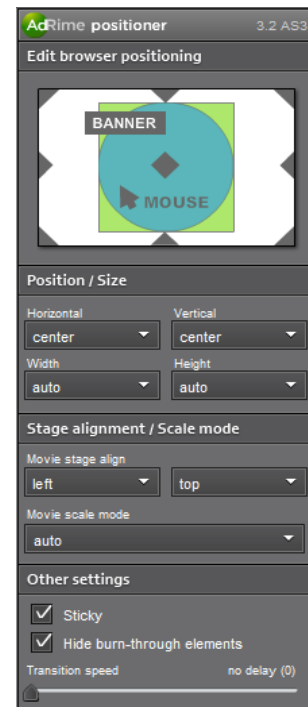 AdRime positioner 3.2 AS3
Edit browser positioning
BANNER
MOUSE
Position / Size
Horizontal Vertical
center center
Width Height
auto auto
Stage alignment / Scale mode
Movie stage align
left top
Movie scale mode
auto
Other settings
Sticky
Hide burn-through elements
Transition speed no delay (0)